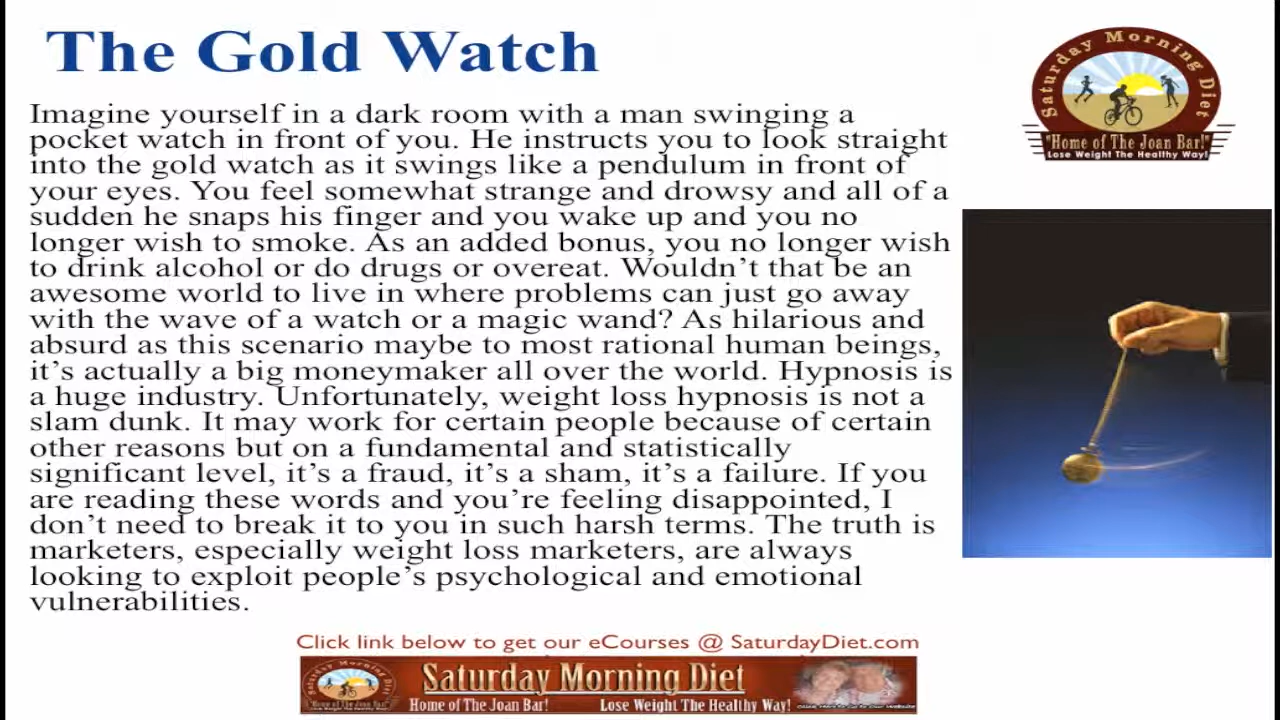 The Gold Watch
Imagine yourself in a dark room with a man swinging a
pocket watch in front of you. He instructs you to look straight
into the gold watch as it swings like a pendulum in front of
your eyes. You feel somewhat strange and drowsy and all of a
sudden he snaps his finger and you wake up and you no
longer wish to smoke. As an added bonus, you no longer wish
to drink alcohol or do drugs or overeat. Wouldn't that be an
awesome world to live in where problems can just go away
with the wave of a watch or a magic wand? As hilarious and
absurd as this scenario maybe to most rational human beings,
it's actually a big moneymaker all over the world. Hypnosis is
a huge industry. Unfortunately, weight loss hypnosis is not a
slam dunk. It may work for certain people because of certain
other reasons but on a fundamental and statistically
significant level, it's a fraud, it's a sham, it's a failure. If you
are reading these words and you're feeling disappointed, I
don't need to break it to you in such harsh terms. The truth is
marketers, especially weight loss marketers, are always
looking to exploit people's psychological and emotional
vulnerabilities.
Saturday Morning Diet
"Home of The Joan Bar!"
Lose Weight The Healthy Way!
Click link below to get our eCourses @ SaturdayDiet.com
Saturday Morning Diet
Home of The Joan Bar! Lose Weight The Healthy Way!